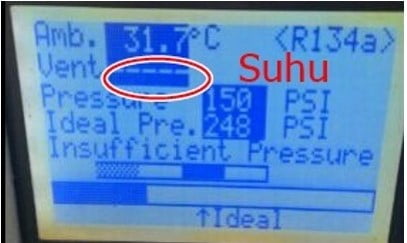 Amb. 31.7°C <R134a>
Vent ----- Suhu
Pressure 150 PSI
Ideal Pre. 248 PSI
Insufficient Pressure
↑Ideal